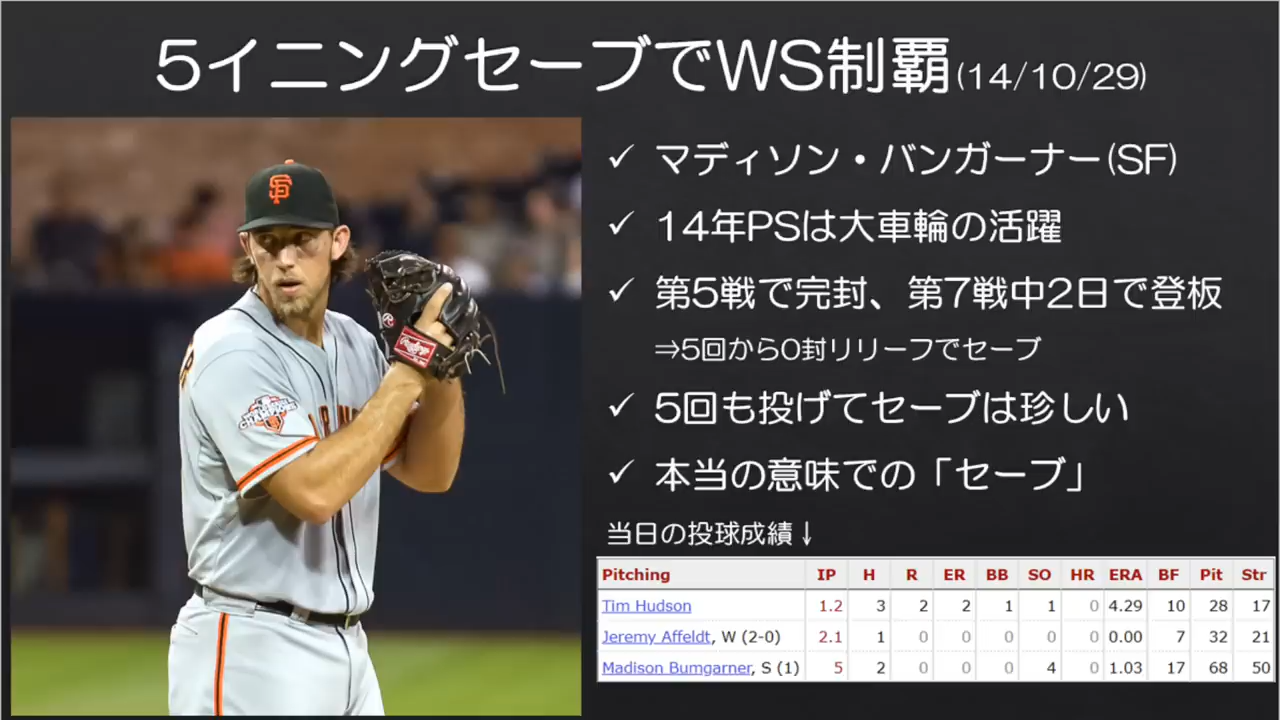 5イニングセーブでWS制覇(14/10/29)
✓ マディソン・バンガーナー(SF)
✓ 14年PSは大車輪の活躍
✓ 第5戦で完封、第7戦中2日で登板
⇒5回から0封リリーフでセーブ
✓ 5回も投げてセーブは珍しい
✓ 本当の意味での「セーブ」
当日の投球成績↓
Pitching IP H R ER BB SO HR ERA BF Pit Str
Tim Hudson 1.2 3 2 2 1 1 0 4.29 10 28 17
Jeremy Affeldt, W (2-0) 2.1 1 0 0 0 0 0 0.00 7 32 21
Madison Bumgarner, S (1) 5 2 0 0 0 4 0 1.03 17 68 50
SF
Rawlings
CHAMPIONS